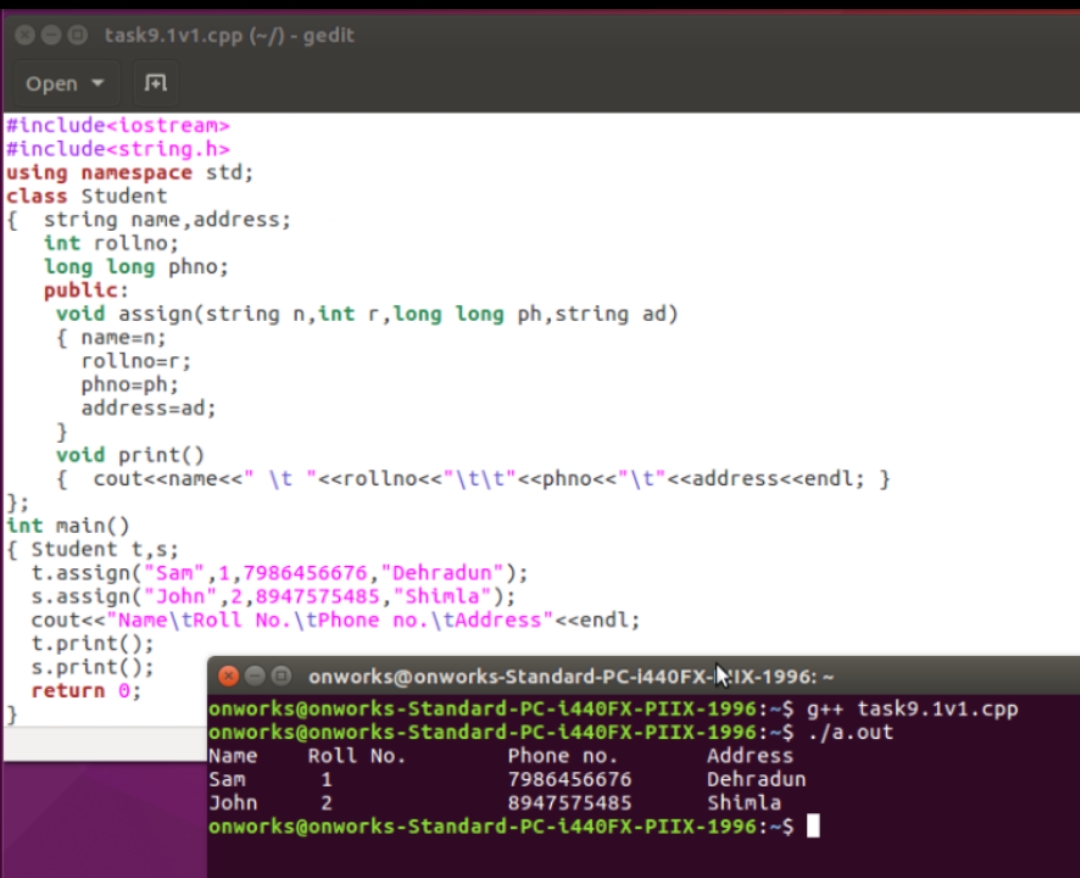 task9.1v1.cpp (~/) - gedit
Open
#include<iostream>
#include<string.h>
using namespace std;
class Student
{  string name,address;
   int rollno;
   long long phno;
   public:
    void assign(string n,int r,long long ph,string ad)
    { name=n;
      rollno=r;
      phno=ph;
      address=ad;
    }
    void print()
    {  cout<<name<<" \t "<<rollno<<"\t\t"<<phno<<"\t"<<address<<endl; }
};
int main()
{ Student t,s;
  t.assign("Sam",1,7986456676,"Dehradun");
  s.assign("John",2,8947575485,"Shimla");
  cout<<"Name\tRoll No.\tPhone no.\tAddress"<<endl;
  t.print();
  s.print();
  return 0;
}
onworks@onworks-Standard-PC-i440FX-PIIX-1996: ~
onworks@onworks-Standard-PC-i440FX-PIIX-1996:~$ g++ task9.1v1.cpp
onworks@onworks-Standard-PC-i440FX-PIIX-1996:~$ ./a.out
Name    Roll No.        Phone no.       Address
Sam      1              7986456676      Dehradun
John     2              8947575485      Shimla
onworks@onworks-Standard-PC-i440FX-PIIX-1996:~$